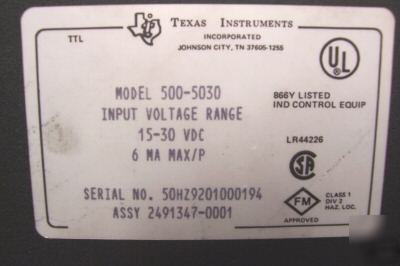 TEXAS INSTRUMENTS
INCORPORATED
JOHNSON CITY, TN 37605-1255
TTL
UL
MODEL 500-5030
INPUT VOLTAGE RANGE
15-30 VDC
6 MA MAX/P
866Y LISTED
IND CONTROL EQUIP
LR44226
SA
SERIAL NO. 50HZ9201000194
ASSY 2491347-0001
FM
APPROVED
CLASS 1
DIV 2
HAZ. LOC.